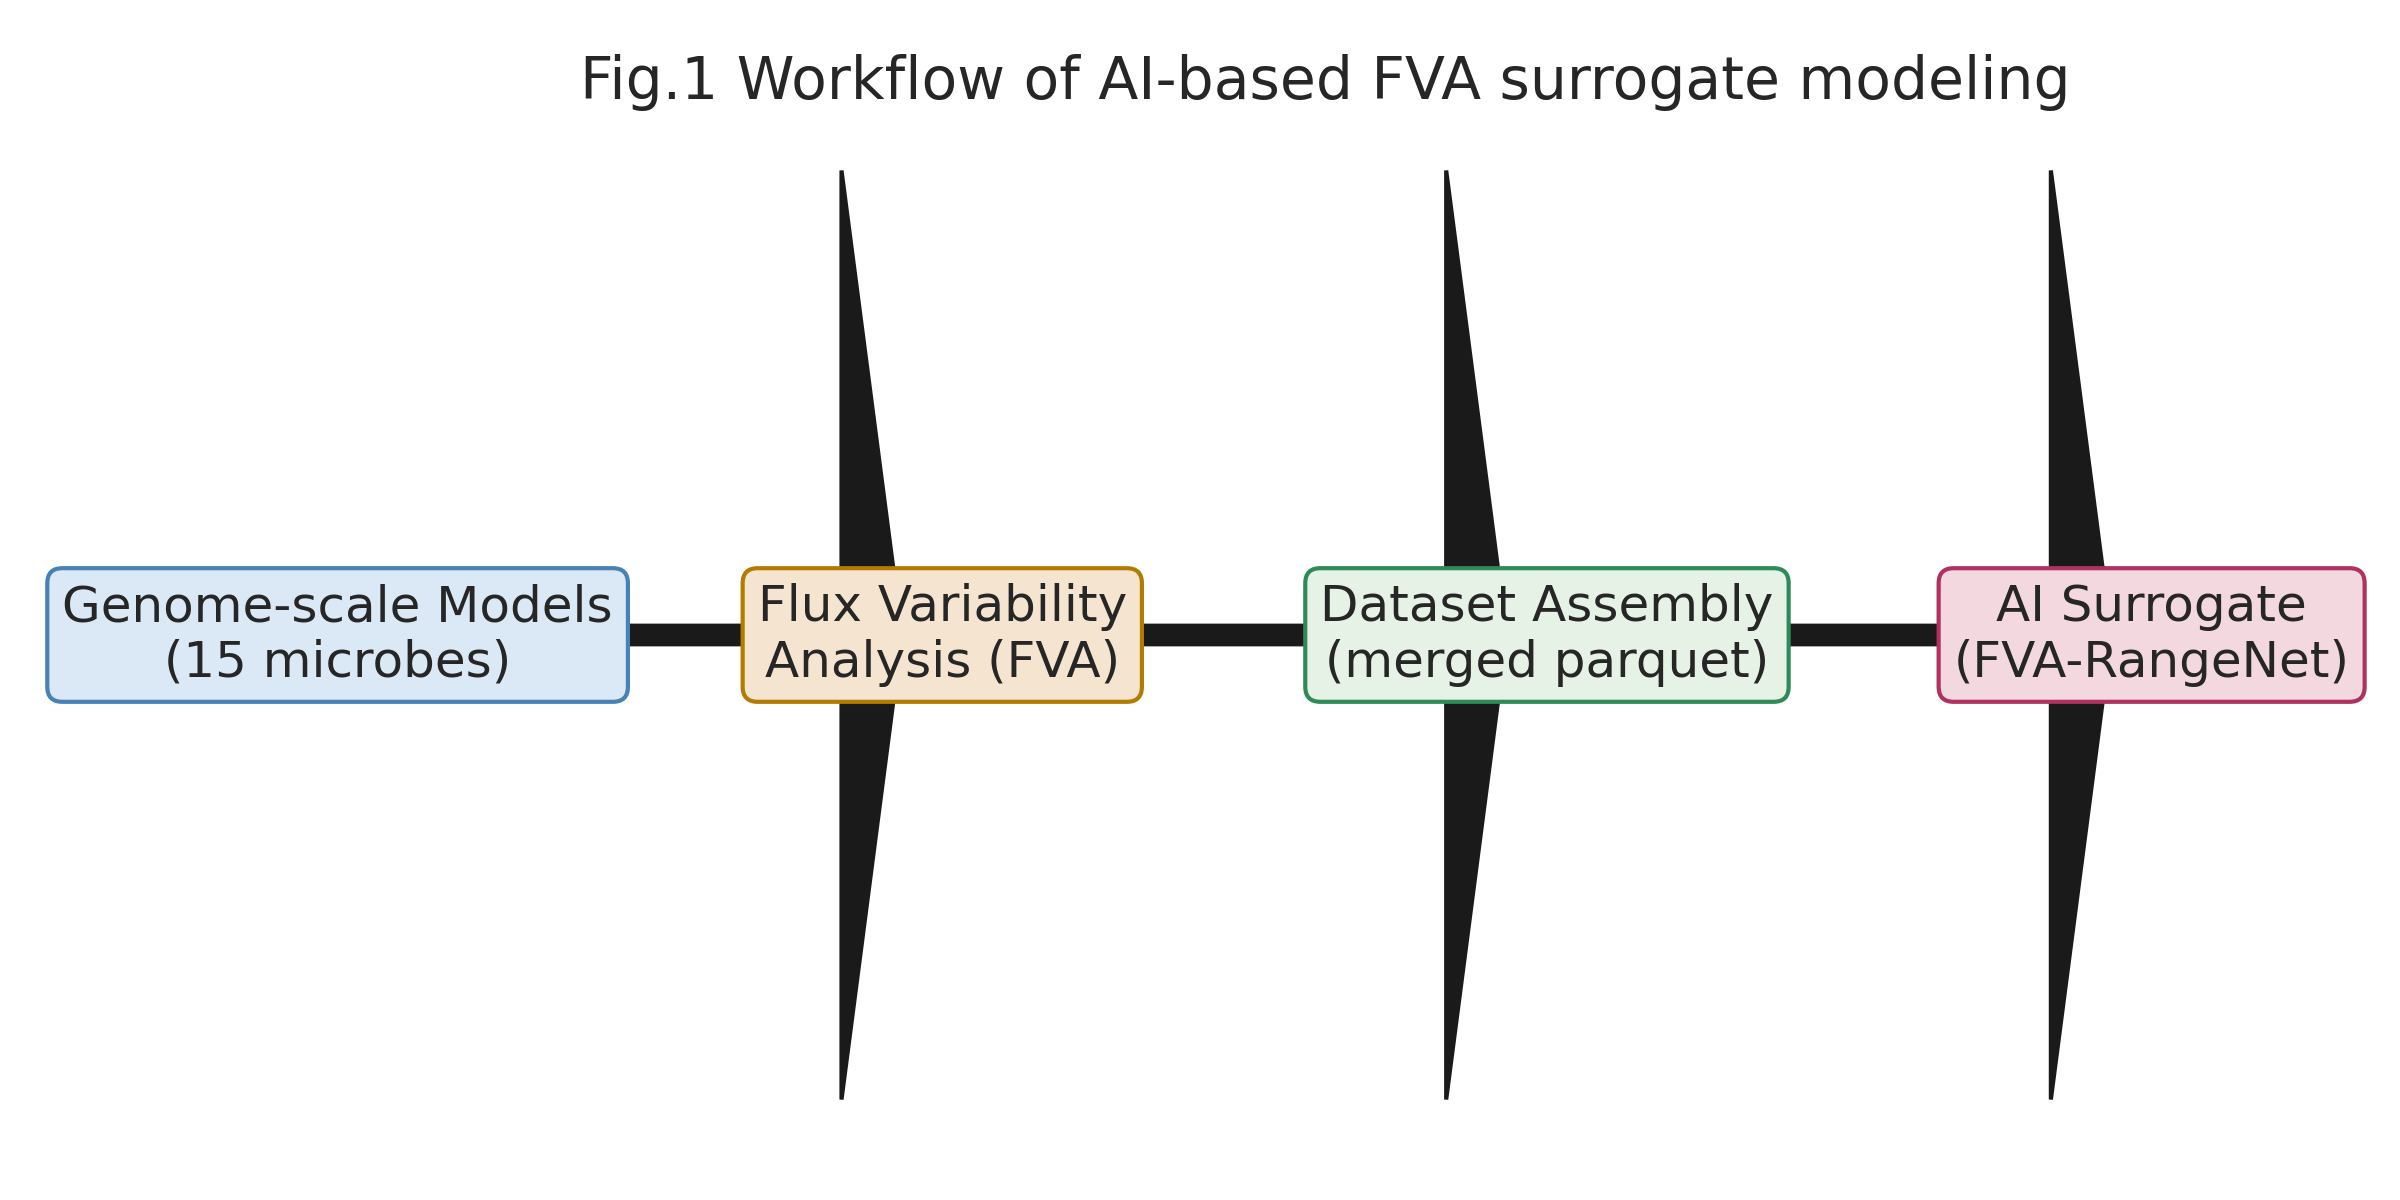 Fig.1 Workflow of AI-based FVA surrogate modeling
Genome-scale Models
(15 microbes)
Flux Variability
Analysis (FVA)
Dataset Assembly
(merged parquet)
AI Surrogate
(FVA-RangeNet)